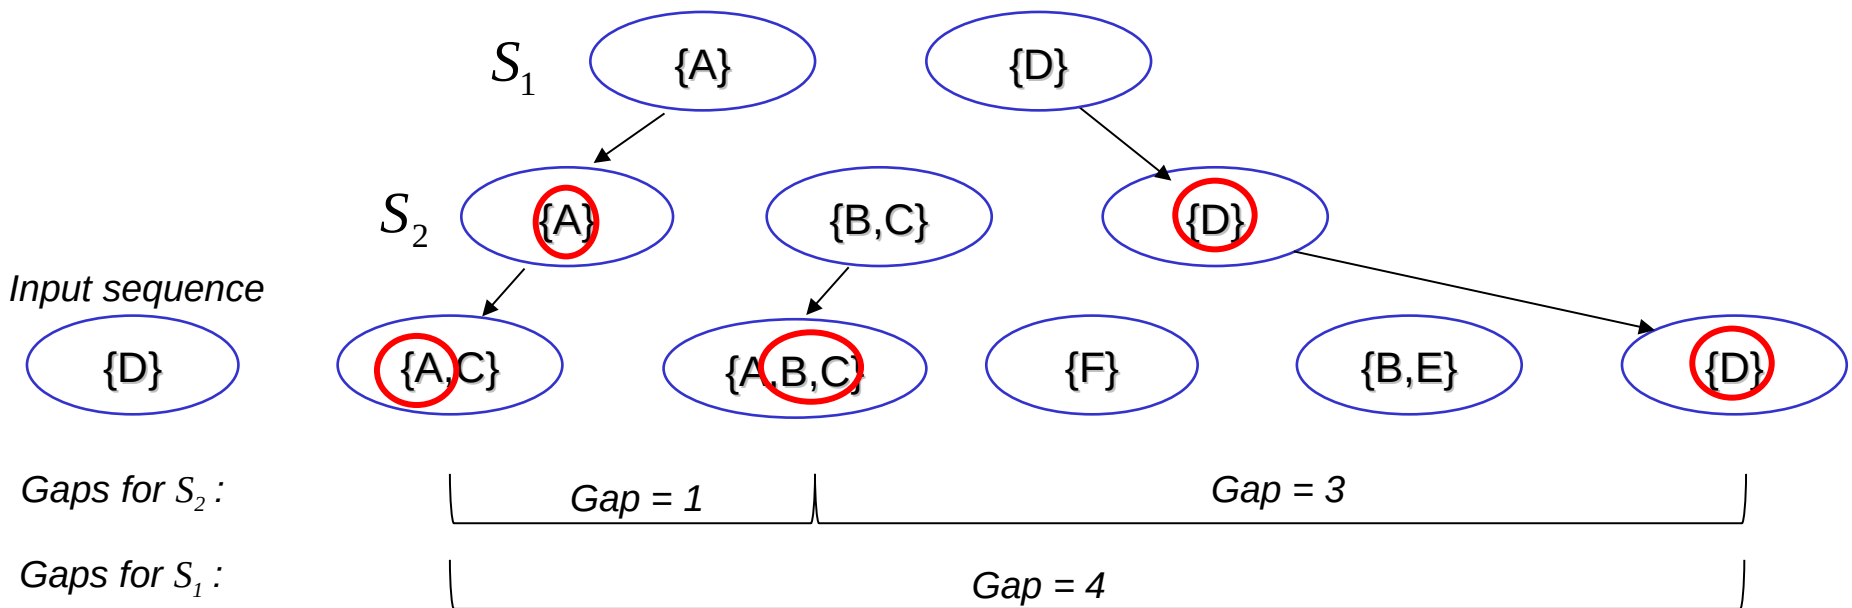 S1 {A} {D}
S2 {A} {B,C} {D}
Input sequence
{D} {A,C} {A,B,C} {F} {B,E} {D}
Gaps for S2 : Gap = 1 Gap = 3
Gaps for S1 : Gap = 4